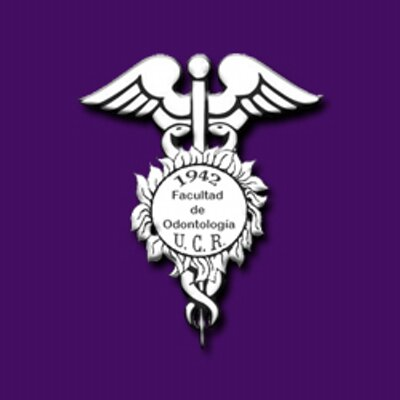 1942
Facultad
de
Odontología
U. C. R.